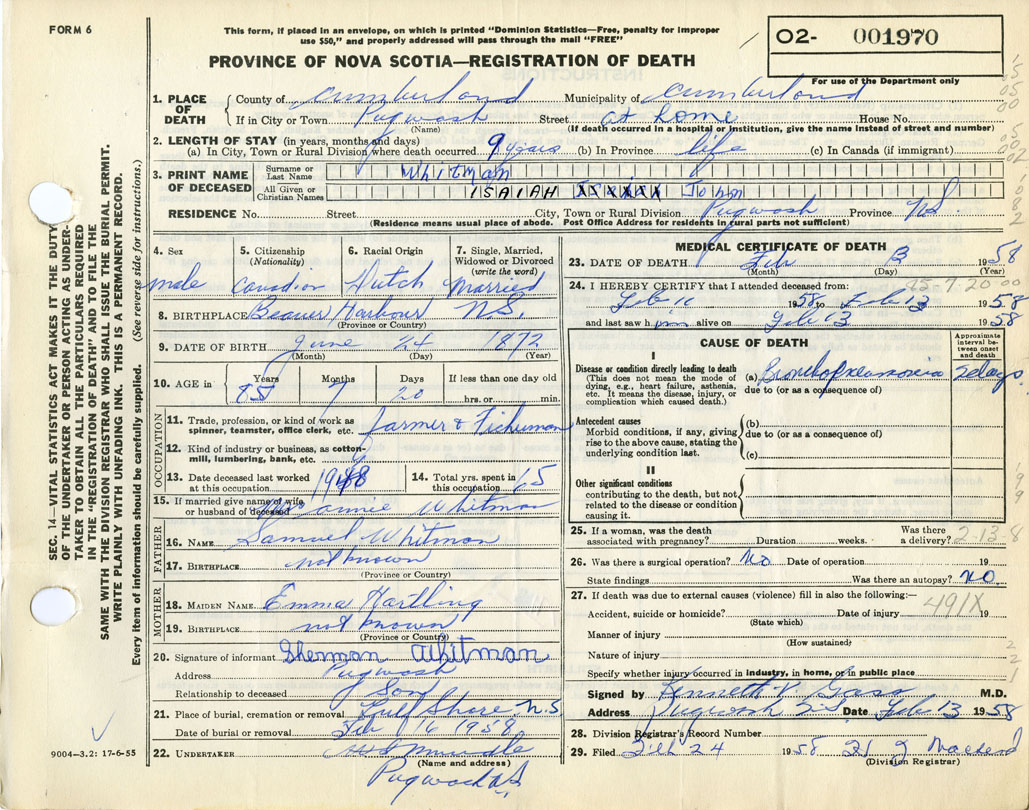 FORM 6
This form, if placed in an envelope, on which is printed "Dominion Statistics—Free, penalty for improper
use $50," and properly addressed will pass through the mail "FREE"
O2- 001970
PROVINCE OF NOVA SCOTIA—REGISTRATION OF DEATH
For use of the Department only
1. PLACE OF DEATH
County of Cumberland Municipality of Cumberland
If in City or Town Pugwash Street at home House No.
(Name) (If death occurred in a hospital or institution, give the name instead of street and number)
2. LENGTH OF STAY (in years, months and days)
(a) In City, Town or Rural Division where death occurred 9 years (b) In Province life (c) In Canada (if immigrant)
3. PRINT NAME OF DECEASED
Surname or Last Name Whitman
All Given or Christian Names ISAIAH John
RESIDENCE No. Street City, Town or Rural Division Pugwash Province N.S.
(Residence means usual place of abode. Post Office Address for residents in rural parts not sufficient)
4. Sex male
5. Citizenship (Nationality) Canadian
6. Racial Origin Dutch
7. Single, Married, Widowed or Divorced (write the word) Married
8. BIRTHPLACE Beaver Harbour N.S.
(Province or Country)
9. DATE OF BIRTH June 24 1872
(Month) (Day) (Year)
10. AGE in Years 85 Months 7 Days 20 If less than one day old hrs. or min.
OCCUPATION
11. Trade, profession, or kind of work as spinner, teamster, office clerk, etc. farmer & Fisherman
12. Kind of industry or business, as cotton-mill, lumbering, bank, etc.
13. Date deceased last worked at this occupation 1948
14. Total yrs. spent in this occupation 65
15. If married give name of wife or husband of deceased Annie Whitman
FATHER
16. NAME Samuel Whitman
17. BIRTHPLACE not known
(Province or Country)
MOTHER
18. MAIDEN NAME Emma Hartling
19. BIRTHPLACE not known
(Province or Country)
20. Signature of informant Sherman Whitman
Address Pugwash
Relationship to deceased Son
21. Place of burial, cremation or removal Gulf Shore N.S
Date of burial or removal Feb 16 1958
22. UNDERTAKER
(Name and address)
Pugwash N.S.
MEDICAL CERTIFICATE OF DEATH
23. DATE OF DEATH Feb 13 1958
(Month) (Day) (Year)
24. I HEREBY CERTIFY that I attended deceased from:
Feb 11 1958 to Feb 13 1958
and last saw him alive on Feb 13 1958
CAUSE OF DEATH
Approximate interval between onset and death
I
Disease or condition directly leading to death
(This does not mean the mode of dying, e.g., heart failure, asthenia, etc. It means the disease, injury, or complication which caused death.)
(a) Bronchopneumonia 2 days
due to (or as a consequence of)
Antecedent causes
Morbid conditions, if any, giving rise to the above cause, stating the underlying condition last.
(b)
due to (or as a consequence of)
(c)
II
Other significant conditions
contributing to the death, but not related to the disease or condition causing it.
25. If a woman, was the death associated with pregnancy? Duration weeks. Was there a delivery?
2-13-8
26. Was there a surgical operation? No Date of operation 19
State findings Was there an autopsy? NO
27. If death was due to external causes (violence) fill in also the following:—
491X
Accident, suicide or homicide? Date of injury 19
(State which)
Manner of injury
(How sustained)
Nature of injury
Specify whether injury occurred in industry, in home, or in public place
Signed by Kenneth V. Gass M.D.
Address Pugwash N.S. Date Feb 13 1958
28. Division Registrar's Record Number
29. Filed Feb 24 1958
(Division Registrar)
SEC. 14—VITAL STATISTICS ACT MAKES IT THE DUTY
OF THE UNDERTAKER OR PERSON ACTING AS UNDER-
TAKER TO OBTAIN ALL THE PARTICULARS REQUIRED
IN THE "REGISTRATION OF DEATH" AND TO FILE THE
SAME WITH THE DIVISION REGISTRAR WHO SHALL ISSUE THE BURIAL PERMIT.
WRITE PLAINLY WITH UNFADING INK. THIS IS A PERMANENT RECORD.
Every item of information should be carefully supplied. (See reverse side for instructions.)
9004-3.2: 17-6-55